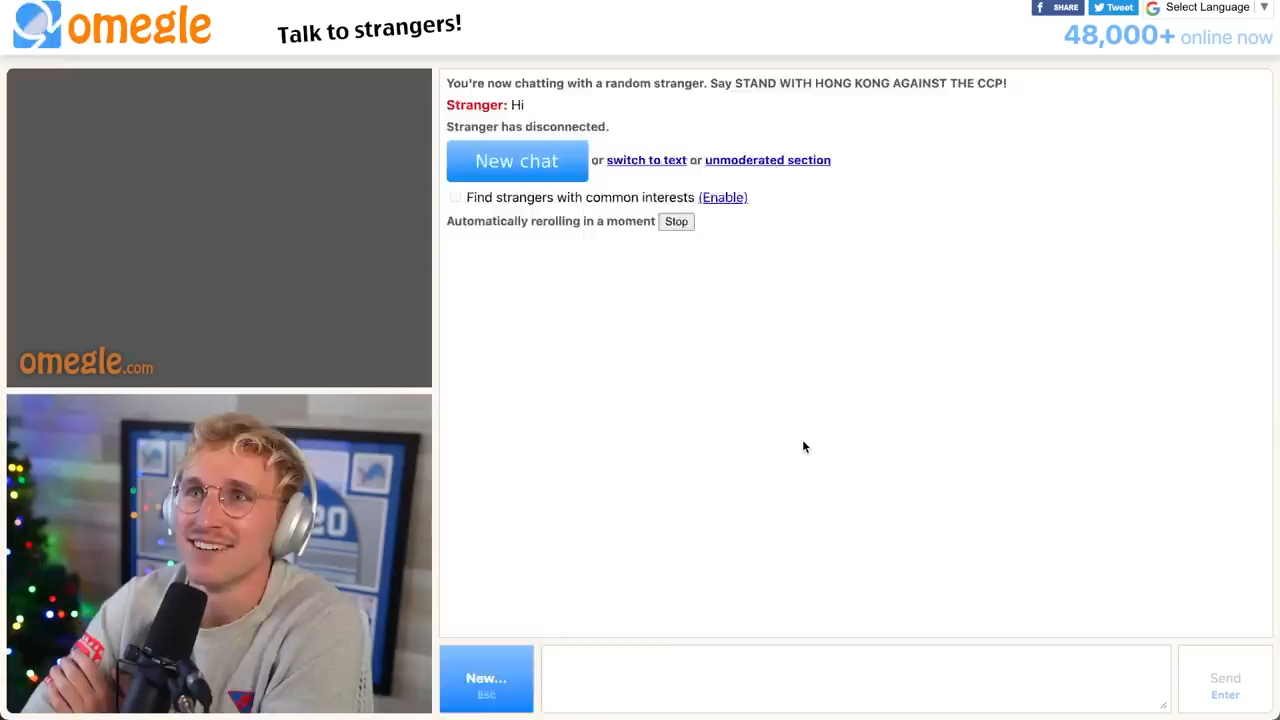 omegle
Talk to strangers!
f SHARE
Tweet
G Select Language ▼
48,000+ online now
You're now chatting with a random stranger. Say STAND WITH HONG KONG AGAINST THE CCP!
Stranger: Hi
Stranger has disconnected.
New chat or switch to text or unmoderated section
Find strangers with common interests (Enable)
Automatically rerolling in a moment Stop
omegle.com
20
New...
Esc
Send
Enter